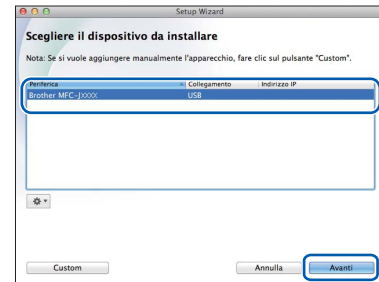 Setup Wizard
Scegliere il dispositivo da installare
Nota: Se si vuole aggiungere manualmente l'apparecchio, fare clic sul pulsante "Custom".
Periferica Collegamento Indirizzo IP
Brother MFC-JXXXX USB
Custom Annulla Avanti